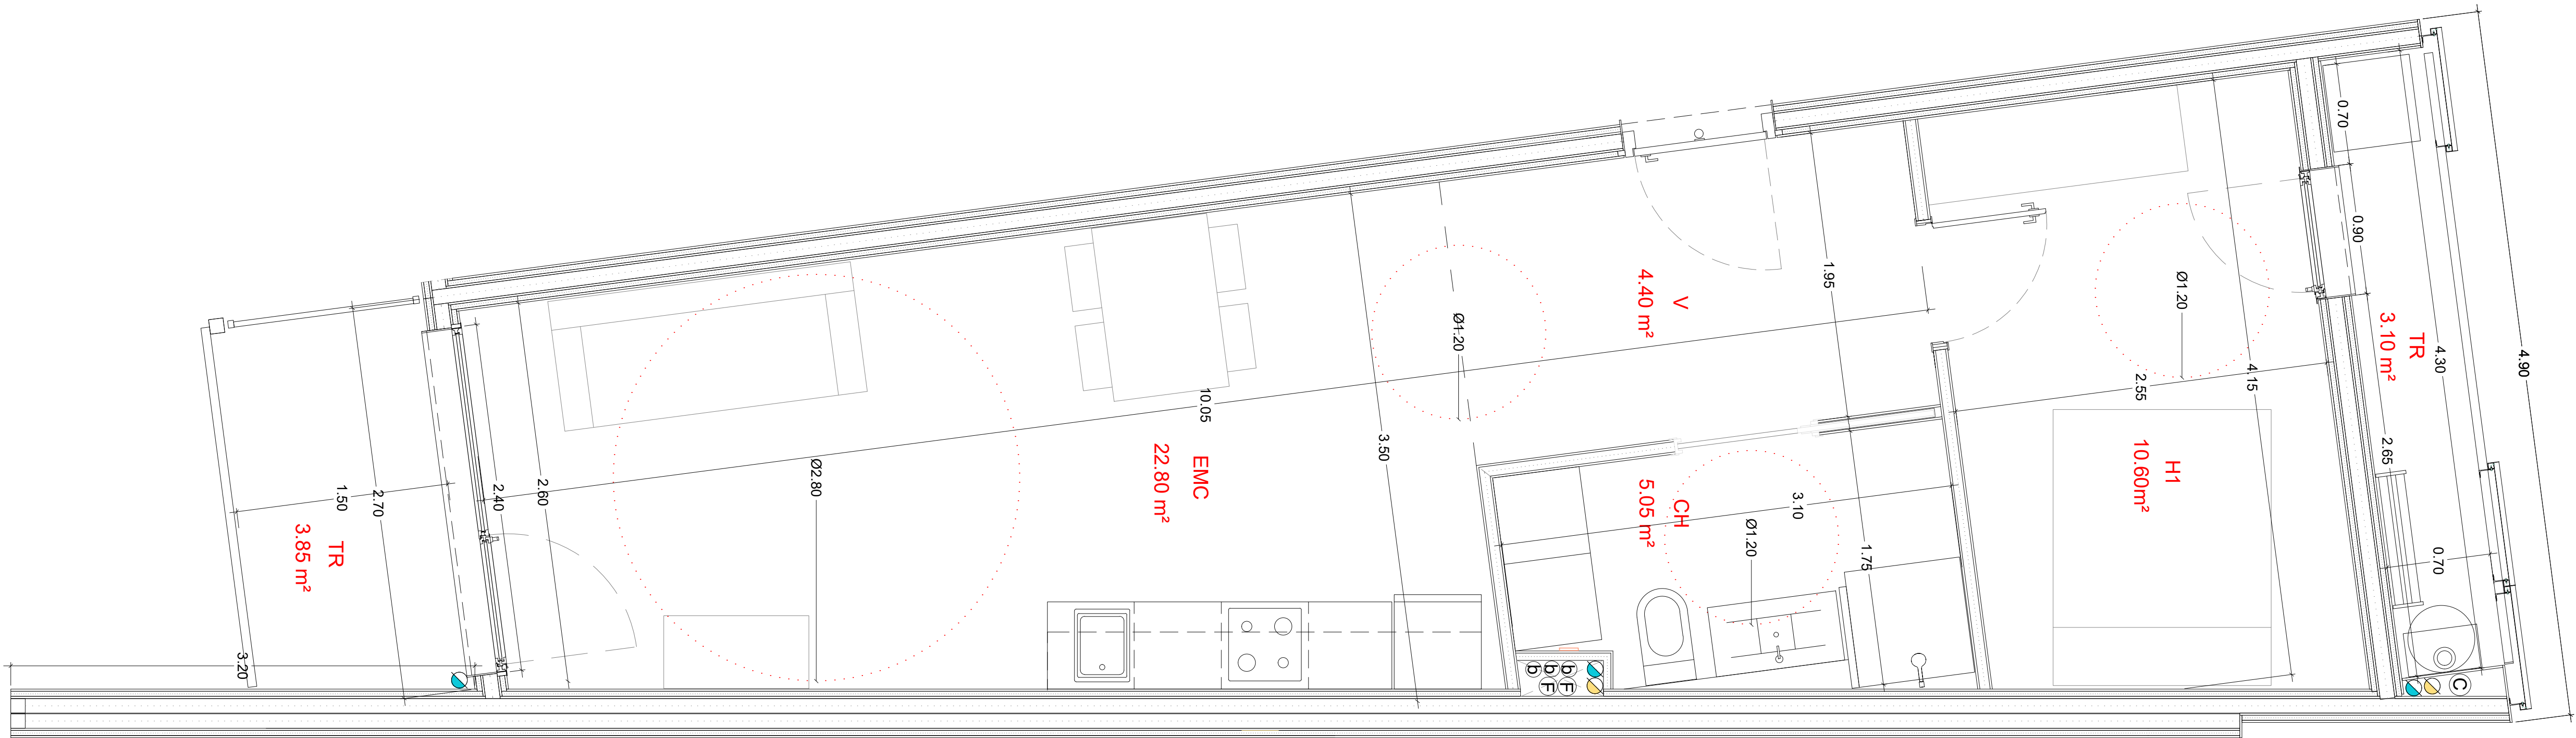 4.90
0.70
0.90
Ø1.20
TR
3.10 m²
4.30
4.15
2.55
2.65
0.70
H1
10.60m²
1.95
V
4.40 m²
Ø1.20
10.05
3.50
EMC
22.80 m²
CH
5.05 m²
3.10
Ø1.20
1.75
Ø2.80
2.60
2.40
2.70
1.50
TR
3.85 m²
3.20
b
b
b
F
F
C